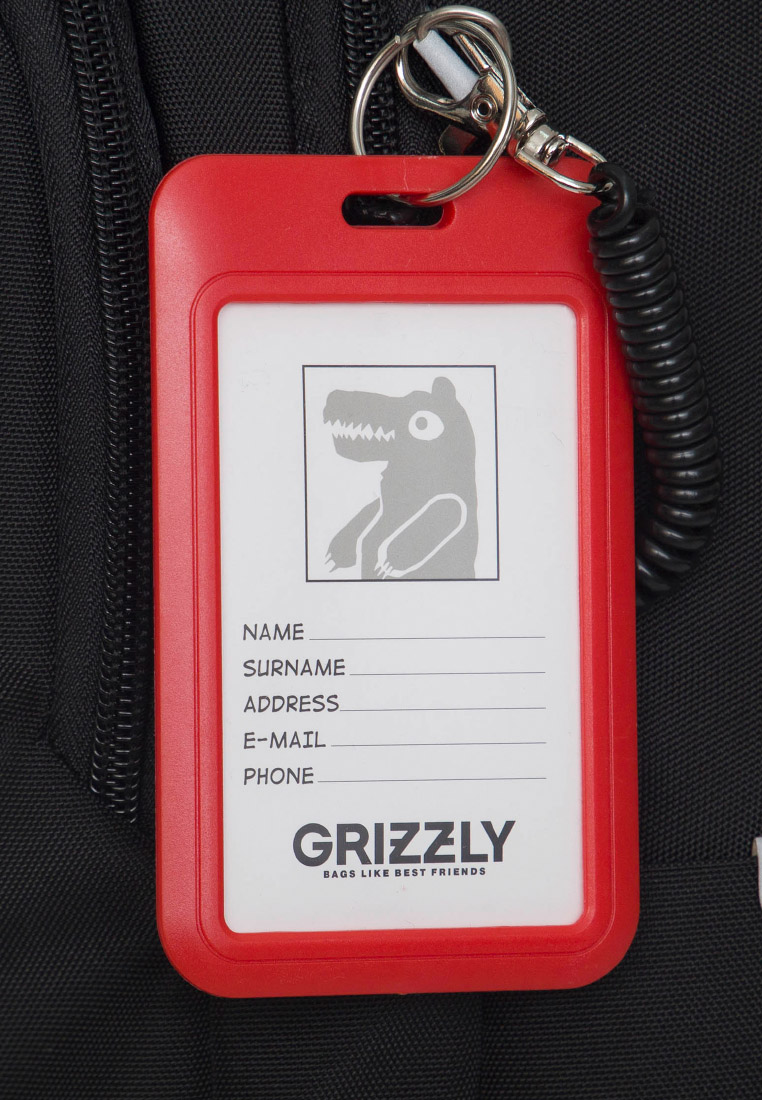 NAME
SURNAME
ADDRESS
E-MAIL
PHONE
GRIZZLY
BAGS LIKE BEST FRIENDS